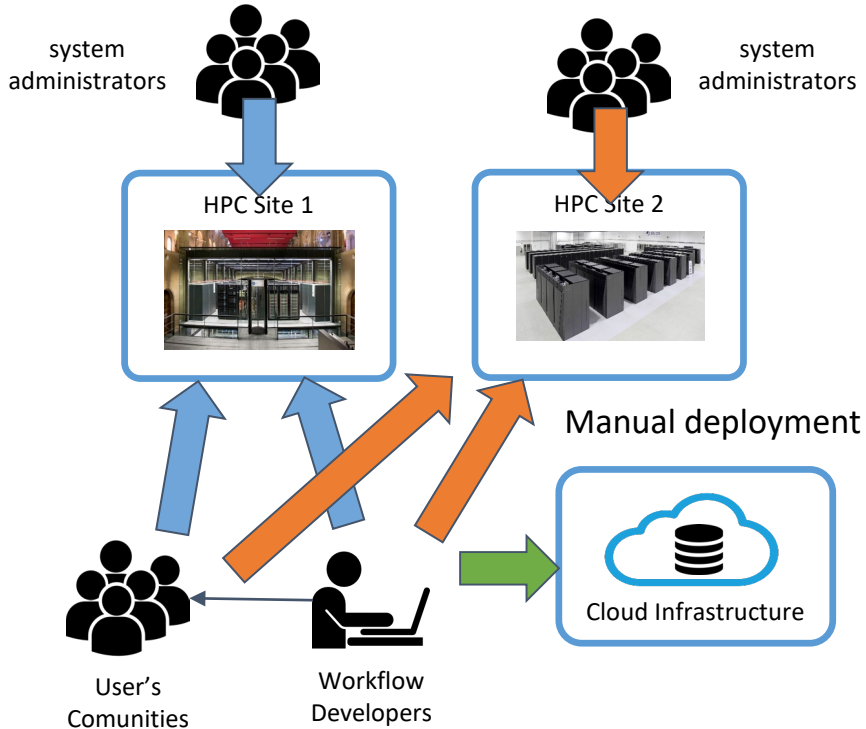 system
administrators
system
administrators
HPC Site 1
HPC Site 2
Manual deployment
Cloud Infrastructure
User's
Comunities
Workflow
Developers